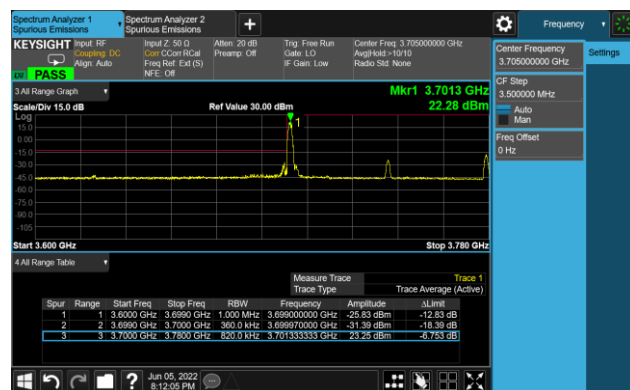 Spectrum Analyzer 1
Spurious Emissions
Spectrum Analyzer 2
Spurious Emissions
Frequency
KEYSIGHT
Input: RF
Coupling: DC
Align: Auto
Input Z: 50 Ω
Corr CCorr RCal
Freq Ref: Ext (S)
NFE: Off
Atten: 20 dB
Preamp: Off
Trig: Free Run
Gate: LO
IF Gain: Low
Center Freq: 3.705000000 GHz
Avg|Hold:>10/10
Radio Std: None
PASS
Center Frequency
3.705000000 GHz
Settings
CF Step
3.500000 MHz
Auto
Man
Freq Offset
0 Hz
3 All Range Graph
Mkr1 3.7013 GHz
Scale/Div 15.0 dB
Ref Value 30.00 dBm
22.28 dBm
Log
1
15.0
0.00
-15.0
-30.0
-45.0
-60.0
-75.0
-90.0
-105
Start 3.600 GHz
Stop 3.780 GHz
4 All Range Table
Measure Trace Trace 1
Trace Type Trace Average (Active)
Spur Range Start Freq Stop Freq RBW Frequency Amplitude ΔLimit
1 1 3.6000 GHz 3.6990 GHz 1.000 MHz 3.699000000 GHz -25.83 dBm -12.83 dB
2 2 3.6990 GHz 3.7000 GHz 360.0 kHz 3.699970000 GHz -31.39 dBm -18.39 dB
3 3 3.7000 GHz 3.7800 GHz 820.0 kHz 3.701333333 GHz 23.25 dBm -6.753 dB
?
Jun 05, 2022
8:12:05 PM